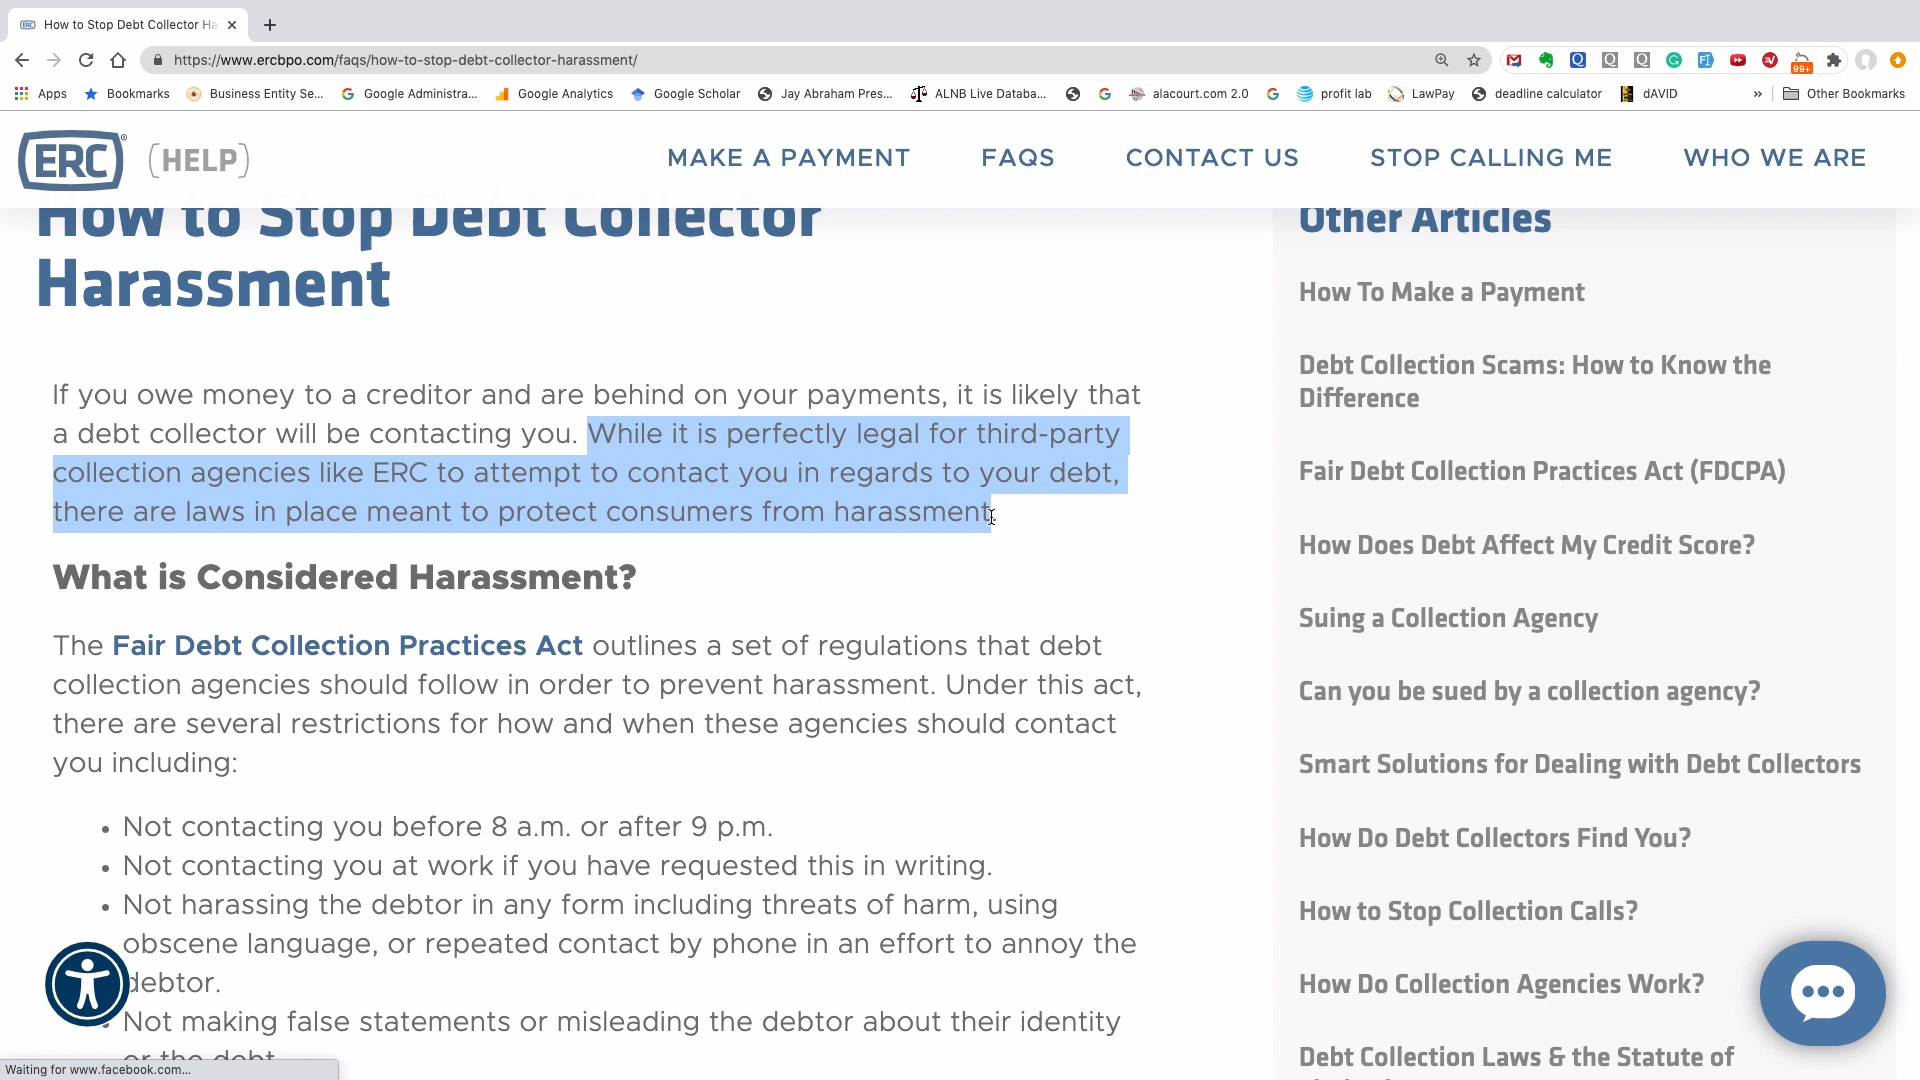 How to Stop Debt Collector Ha
https://www.ercbpo.com/faqs/how-to-stop-debt-collector-harassment/
99+
Apps
Bookmarks
Business Entity Se...
Google Administra...
Google Analytics
Google Scholar
Jay Abraham Pres...
ALNB Live Databa...
alacourt.com 2.0
profit lab
LawPay
deadline calculator
dAVID
»
Other Bookmarks
ERC®
(HELP)
MAKE A PAYMENT
FAQS
CONTACT US
STOP CALLING ME
WHO WE ARE
How to Stop Debt Collector
Harassment
If you owe money to a creditor and are behind on your payments, it is likely that
a debt collector will be contacting you. While it is perfectly legal for third-party
collection agencies like ERC to attempt to contact you in regards to your debt,
there are laws in place meant to protect consumers from harassment.
What is Considered Harassment?
The Fair Debt Collection Practices Act outlines a set of regulations that debt
collection agencies should follow in order to prevent harassment. Under this act,
there are several restrictions for how and when these agencies should contact
you including:
• Not contacting you before 8 a.m. or after 9 p.m.
• Not contacting you at work if you have requested this in writing.
• Not harassing the debtor in any form including threats of harm, using
obscene language, or repeated contact by phone in an effort to annoy the
debtor.
• Not making false statements or misleading the debtor about their identity
or the debt.
Other Articles
How To Make a Payment
Debt Collection Scams: How to Know the
Difference
Fair Debt Collection Practices Act (FDCPA)
How Does Debt Affect My Credit Score?
Suing a Collection Agency
Can you be sued by a collection agency?
Smart Solutions for Dealing with Debt Collectors
How Do Debt Collectors Find You?
How to Stop Collection Calls?
How Do Collection Agencies Work?
Debt Collection Laws & the Statute of
Waiting for www.facebook.com...